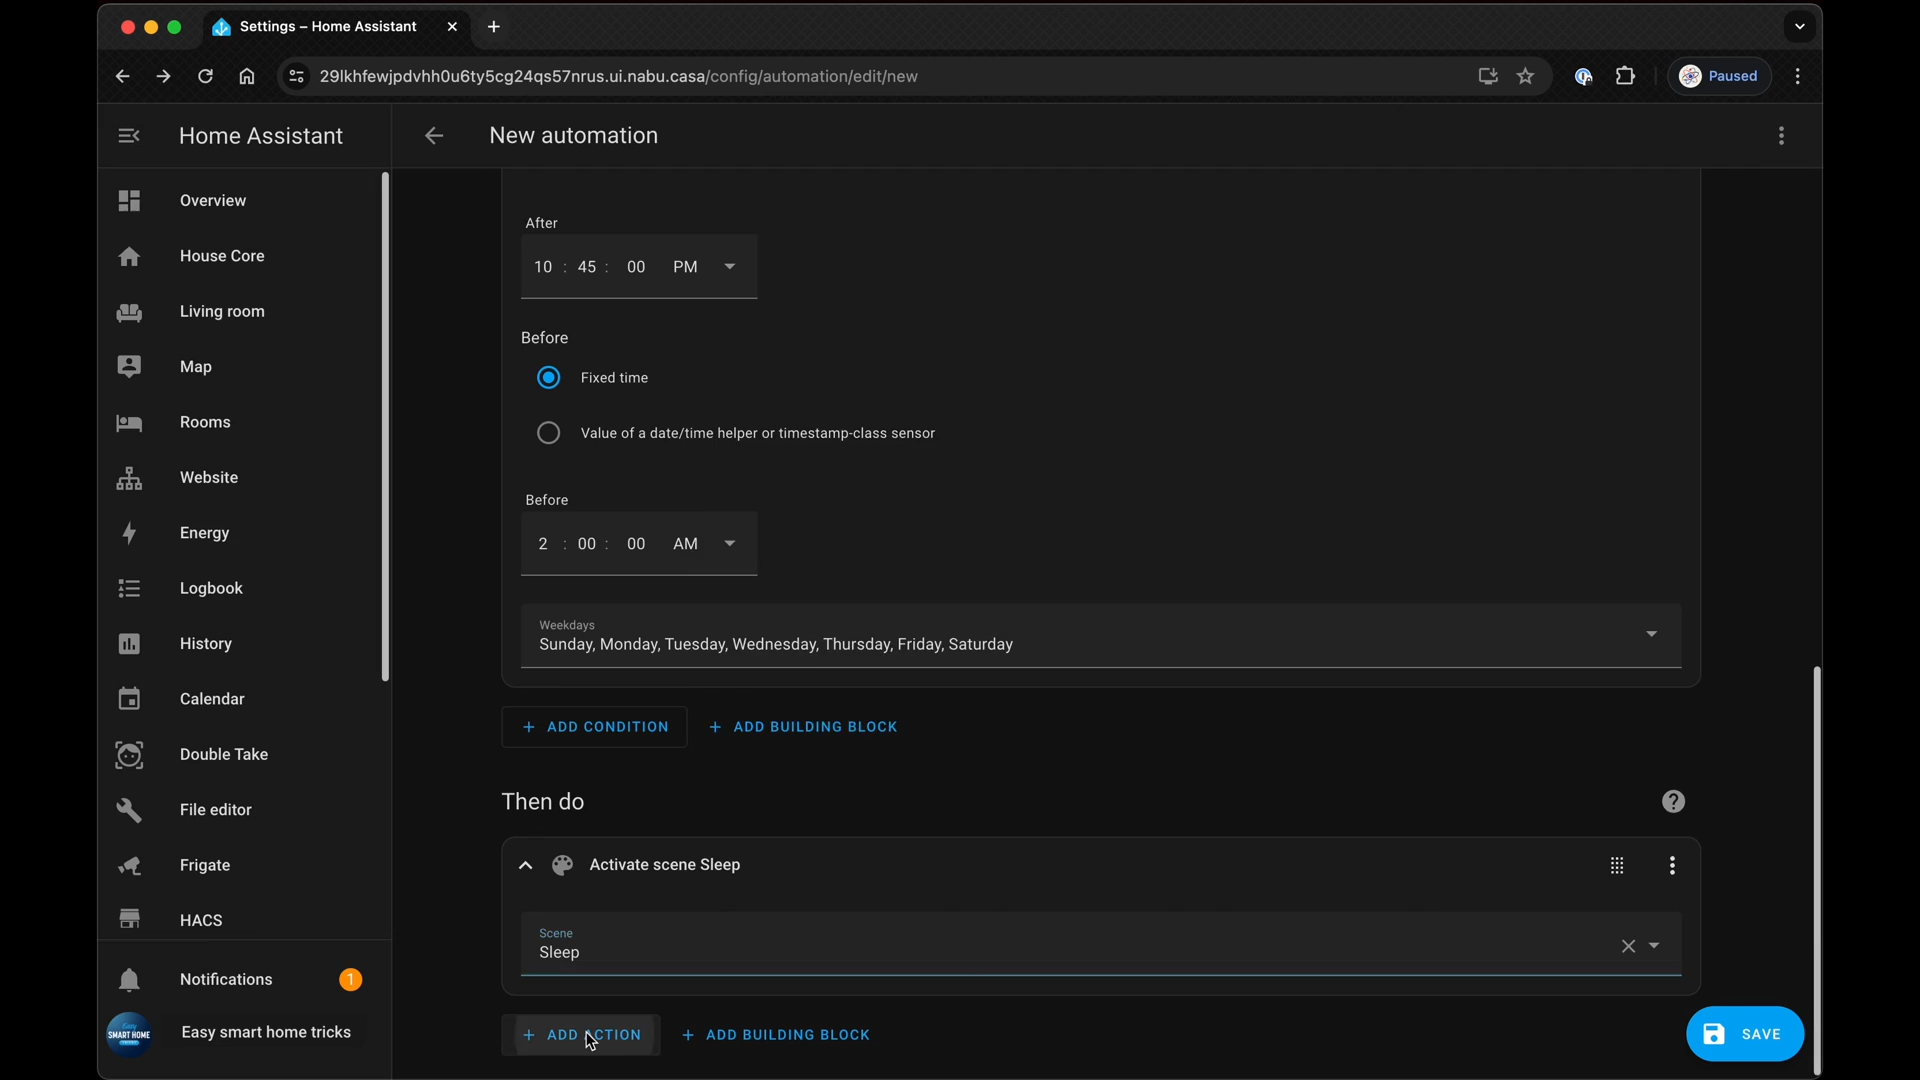 Settings – Home Assistant
29lkhfewjpdvhh0u6ty5cg24qs57nrus.ui.nabu.casa/config/automation/edit/new
Paused
Home Assistant
New automation
Overview
House Core
Living room
Map
Rooms
Website
Energy
Logbook
History
Calendar
Double Take
File editor
Frigate
HACS
Notifications
1
Easy
SMART HOME
Easy smart home tricks
After
10 : 45 : 00 PM
Before
Fixed time
Value of a date/time helper or timestamp-class sensor
Before
2 : 00 : 00 AM
Weekdays
Sunday, Monday, Tuesday, Wednesday, Thursday, Friday, Saturday
+ ADD CONDITION + ADD BUILDING BLOCK
Then do
?
Activate scene Sleep
Scene
Sleep
+ ADD ACTION + ADD BUILDING BLOCK
SAVE